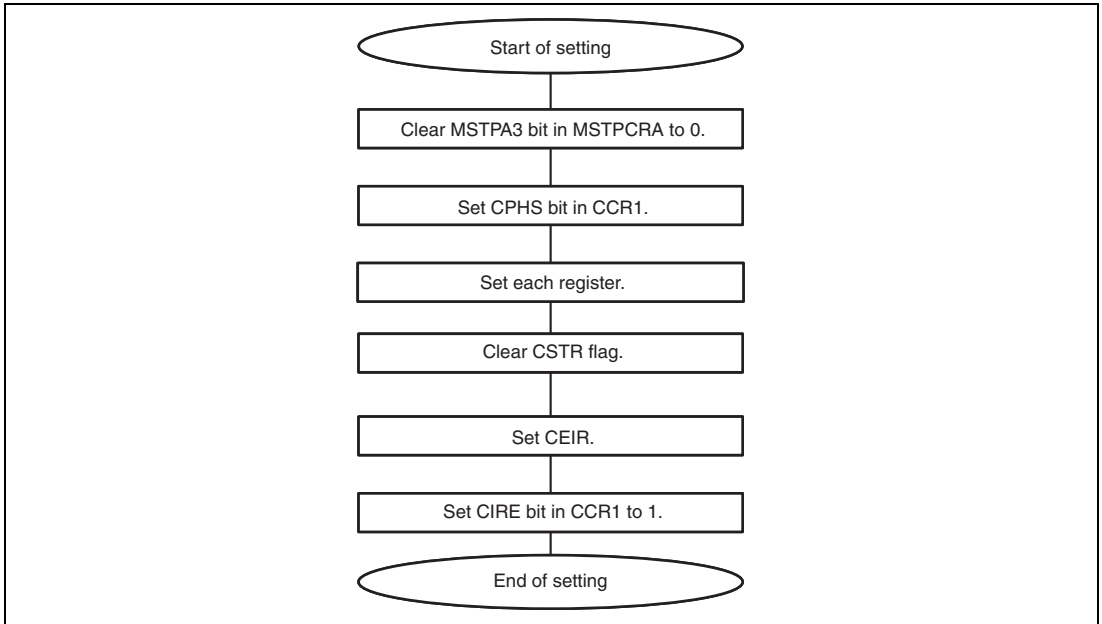 Start of setting
Clear MSTPA3 bit in MSTPCRA to 0.
Set CPHS bit in CCR1.
Set each register.
Clear CSTR flag.
Set CEIR.
Set CIRE bit in CCR1 to 1.
End of setting